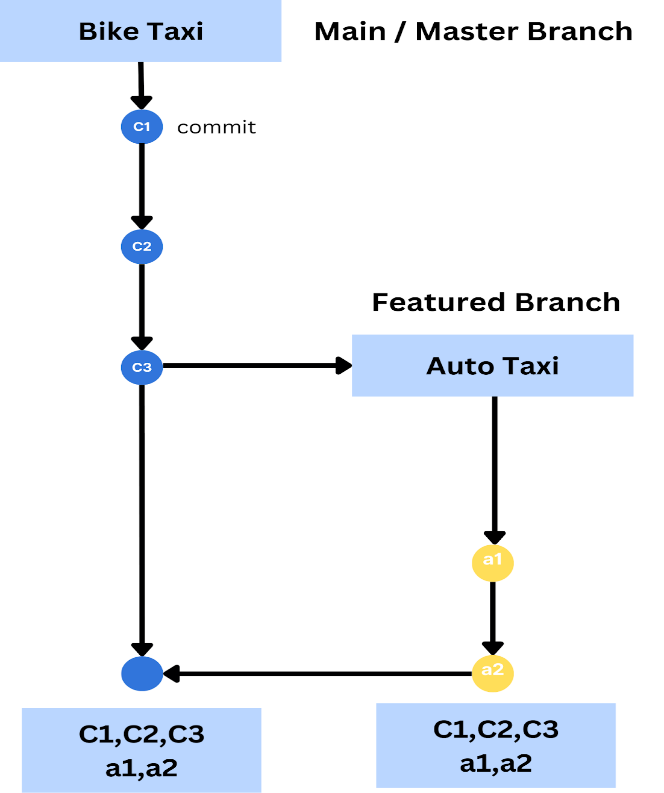 Bike Taxi
Main / Master Branch
C1
commit
C2
Featured Branch
C3
Auto Taxi
a1
a2
C1,C2,C3
a1,a2
C1,C2,C3
a1,a2